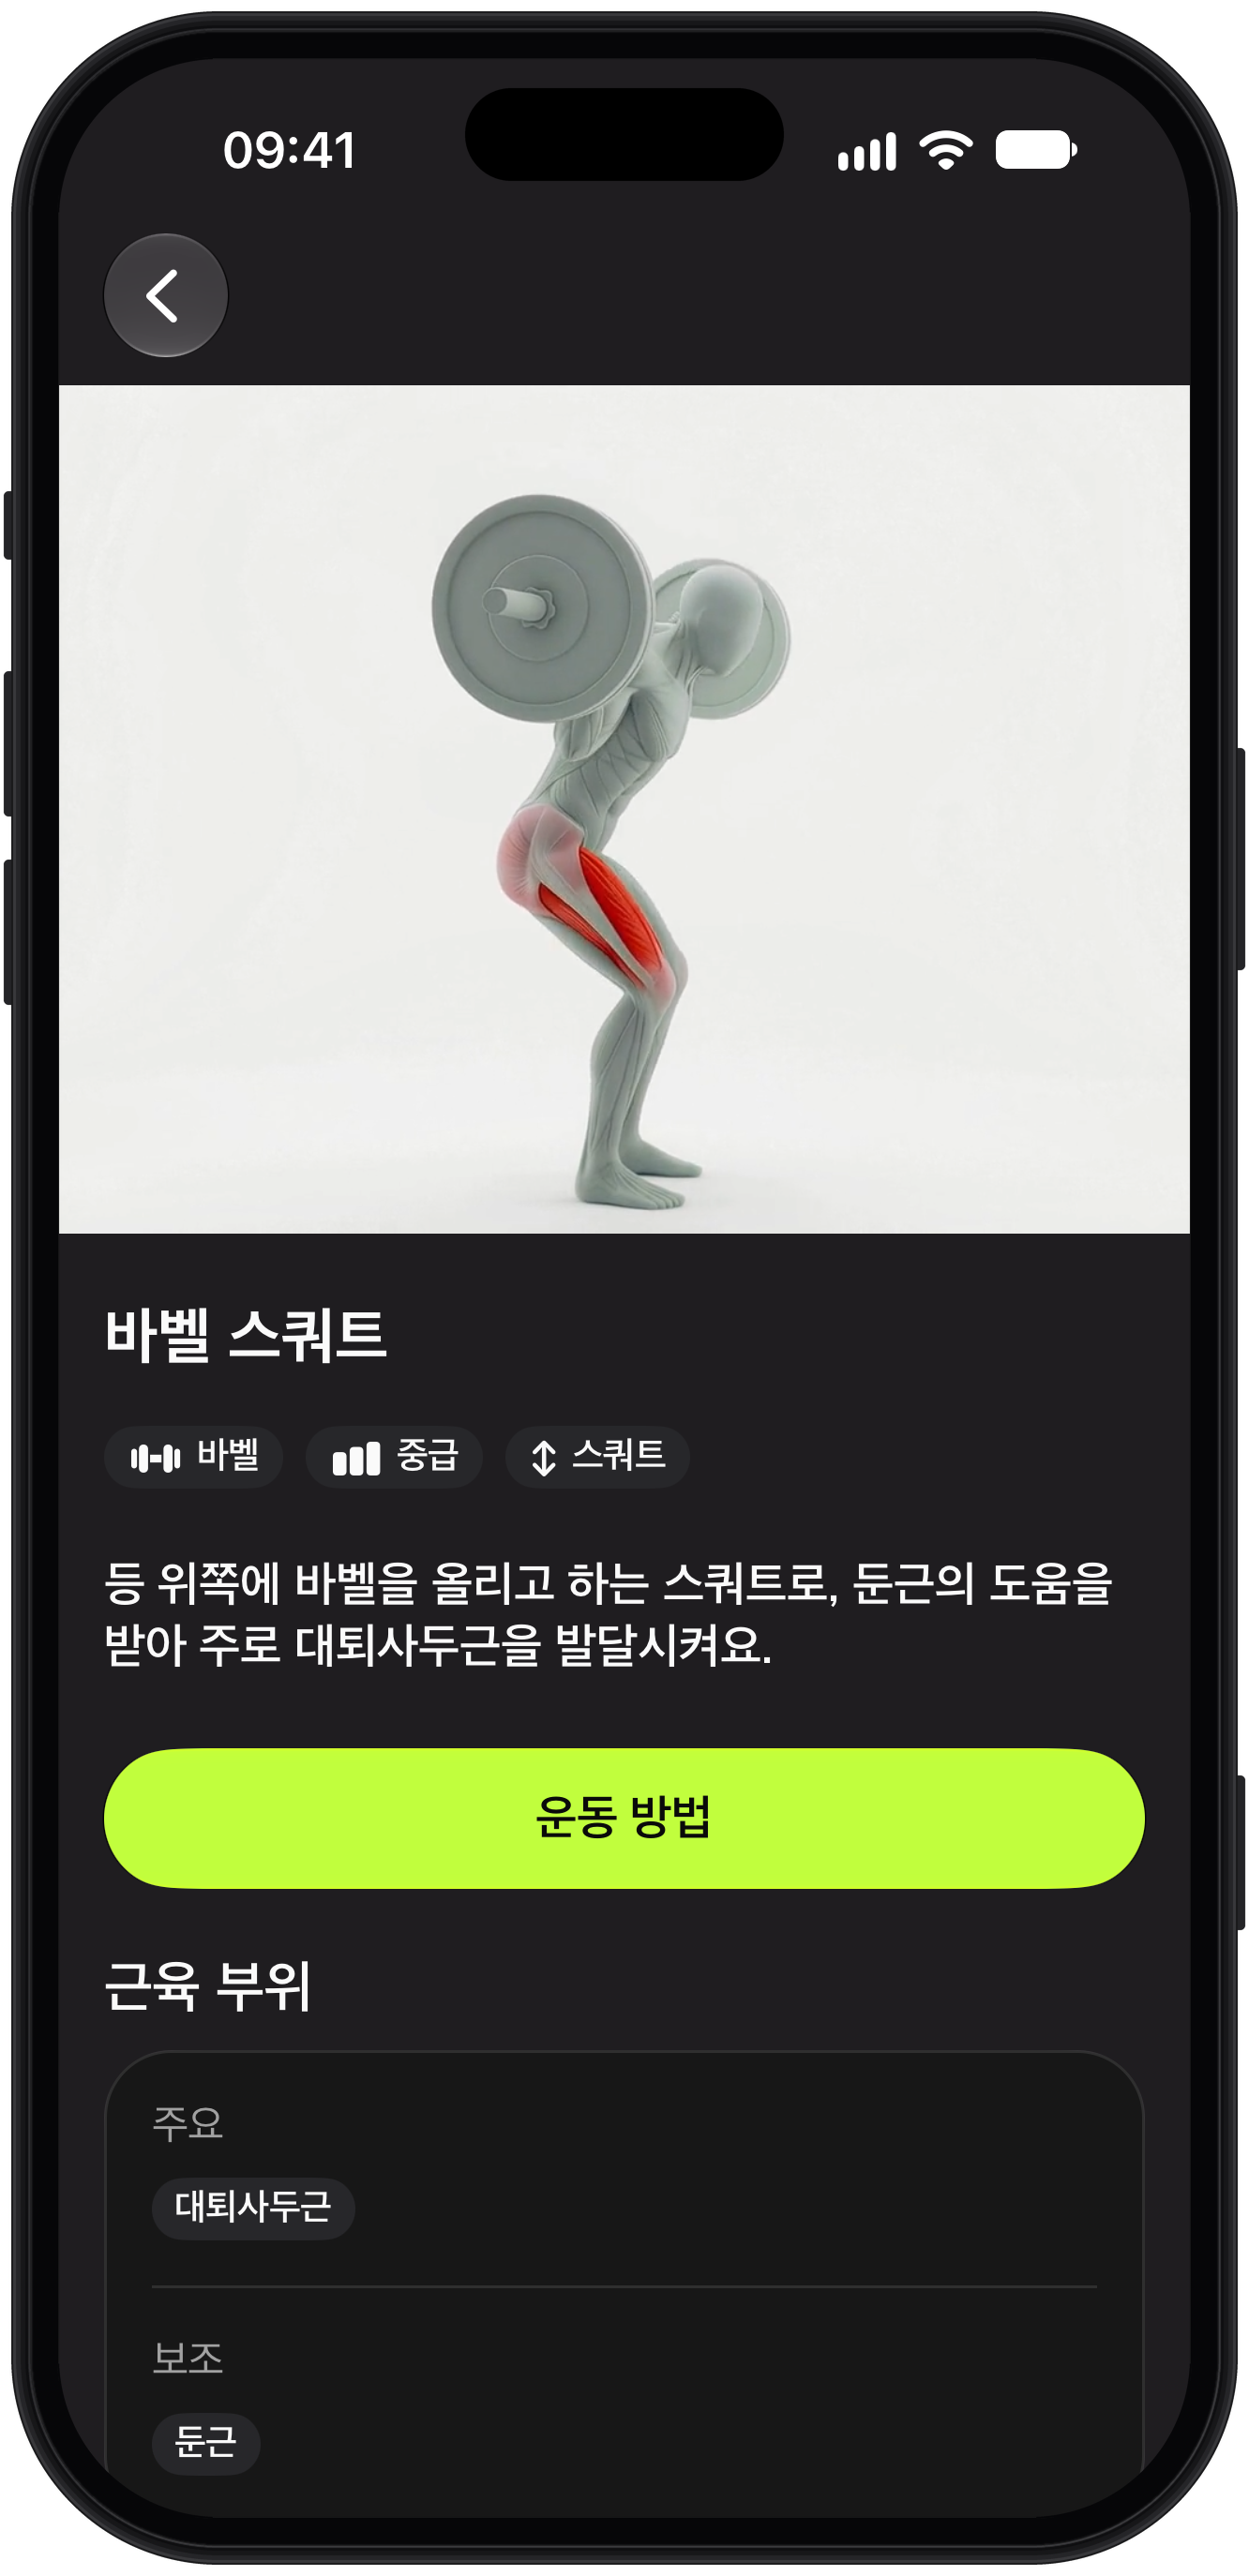 09:41
바벨 스쿼트
바벨 중급 스쿼트
등 위쪽에 바벨을 올리고 하는 스쿼트로, 둔근의 도움을
받아 주로 대퇴사두근을 발달시켜요.
운동 방법
근육 부위
주요
대퇴사두근
보조
둔근